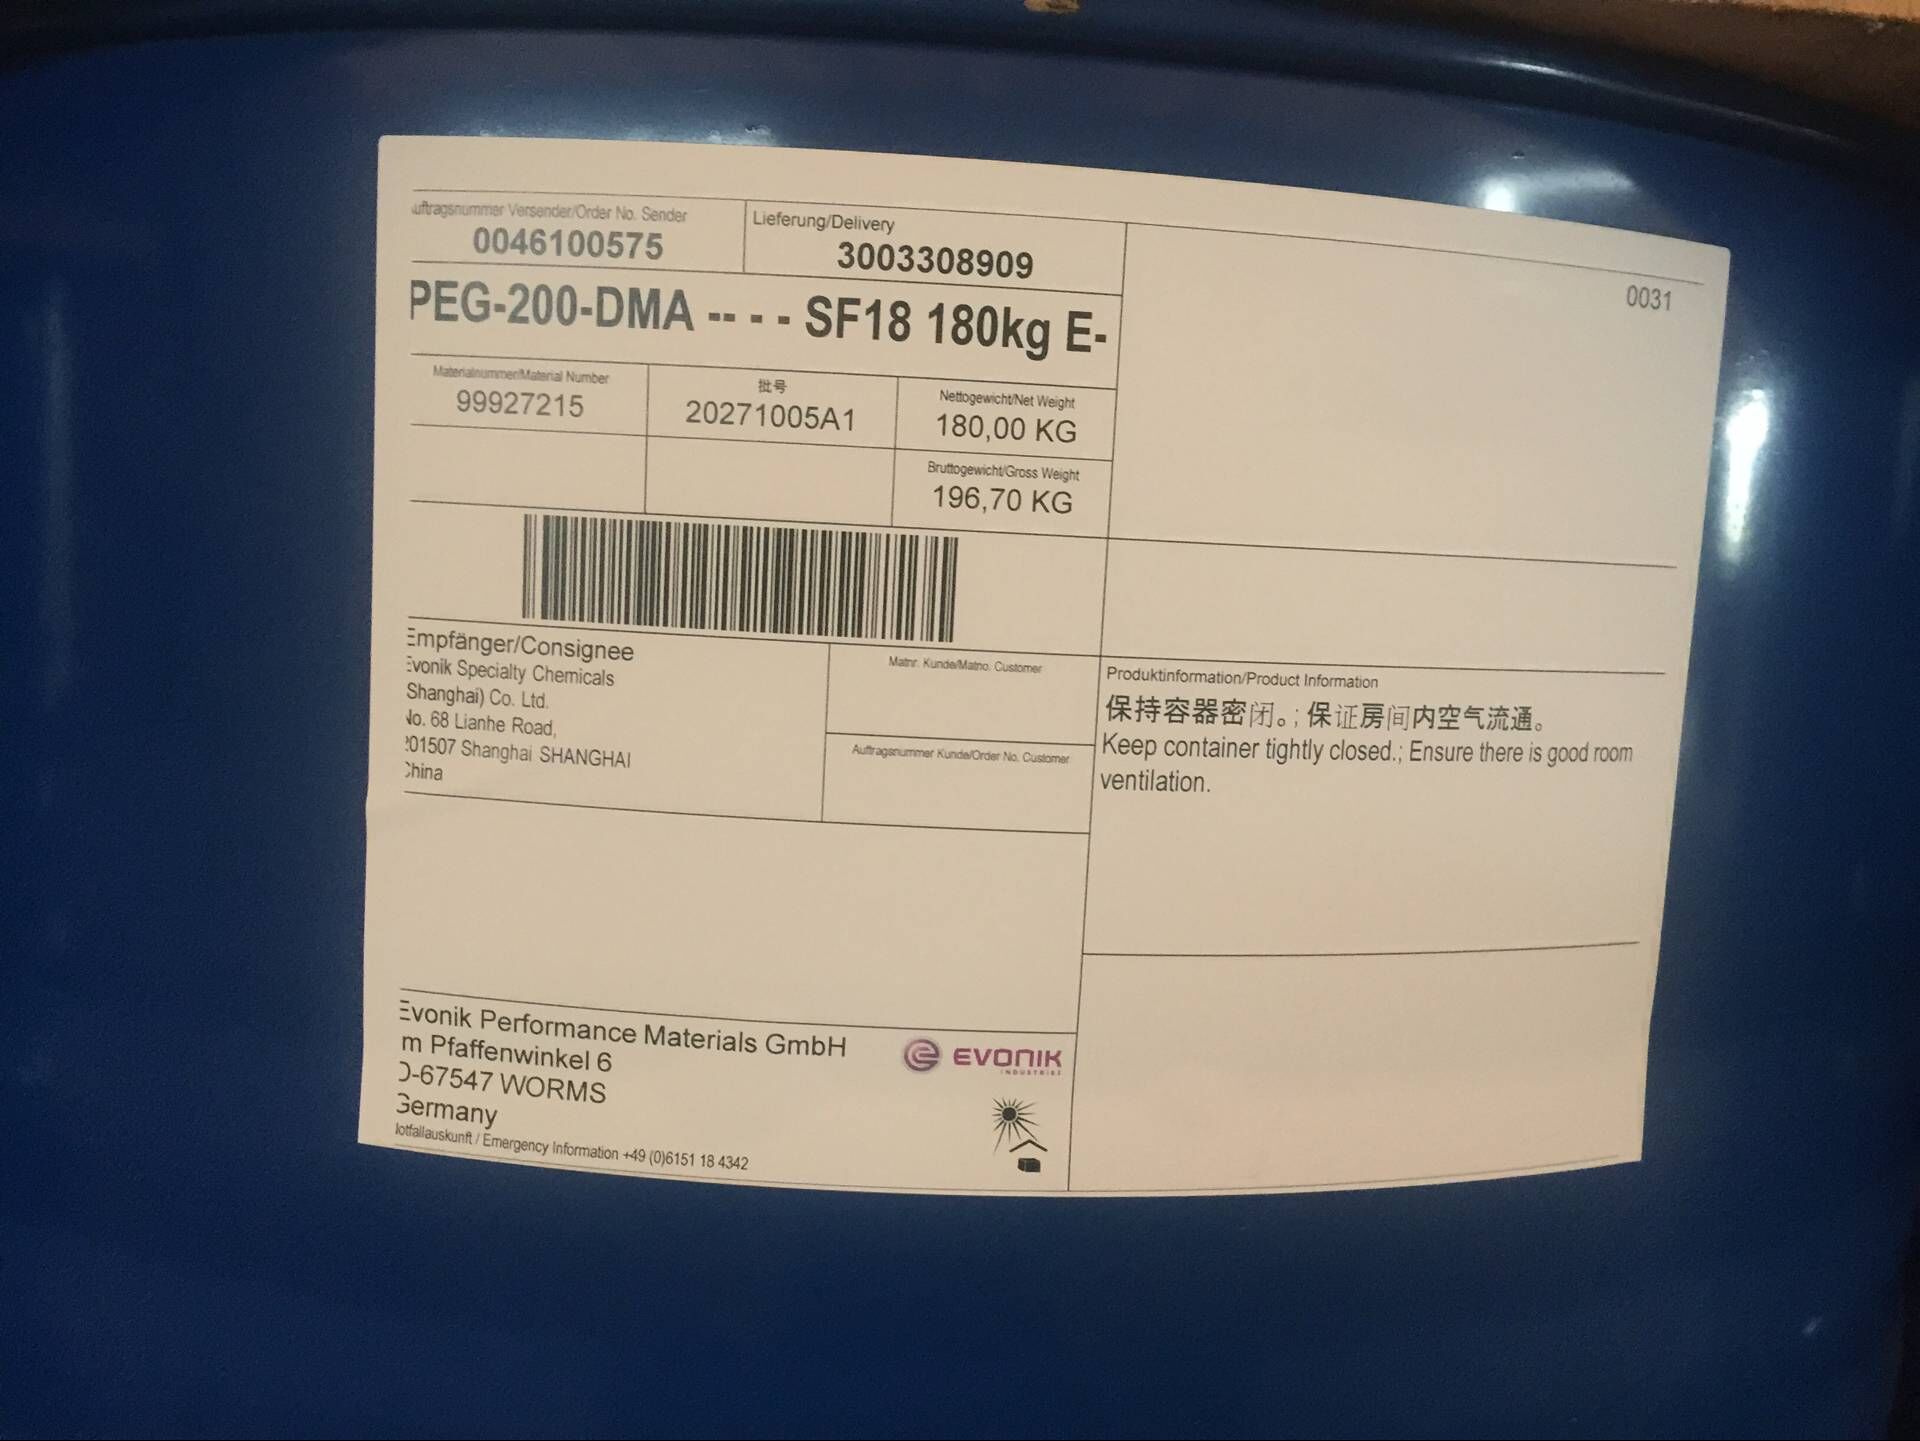 uftragsnummer Versender/Order No. Sender
0046100575
Lieferung/Delivery
3003308909
0031
PEG-200-DMA -- - - SF18 180kg E-
Materialnummer/Material Number
99927215
批号
20271005A1
Nettogewicht/Net Weight
180,00 KG
Bruttogewicht/Gross Weight
196,70 KG
Empfänger/Consignee
Evonik Specialty Chemicals
Shanghai) Co. Ltd.
No. 68 Lianhe Road,
201507 Shanghai SHANGHAI
China
Matnr. Kunde/Matno. Customer
Auftragsnummer Kunde/Order No. Customer
Produktinformation/Product Information
保持容器密闭。; 保证房间内空气流通。
Keep container tightly closed.; Ensure there is good room
ventilation.
Evonik Performance Materials GmbH
m Pfaffenwinkel 6
D-67547 WORMS
Germany
Notfallauskunft / Emergency Information +49 (0)6151 18 4342
EVONIK
INDUSTRIES